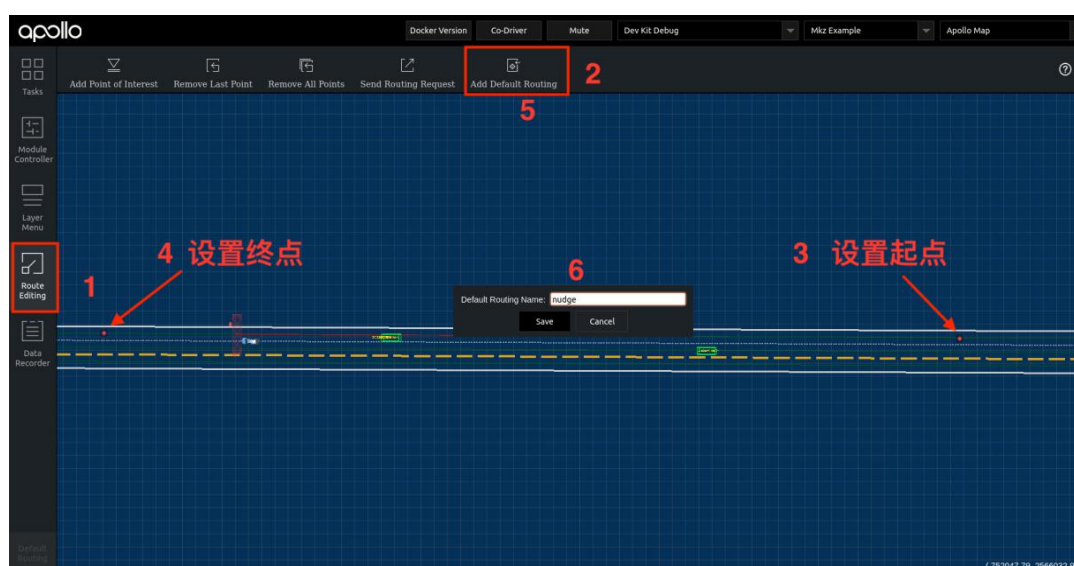 apollo
Docker Version
Co-Driver
Mute
Dev Kit Debug
Mkz Example
Apollo Map
Tasks
Add Point of Interest
Remove Last Point
Remove All Points
Send Routing Request
Add Default Routing
2
5
Module
Controller
Layer
Menu
Route
Editing
1
4 设置终点
3 设置起点
6
Default Routing Name: nudge
Save
Cancel
Data
Recorder
Default
Routing